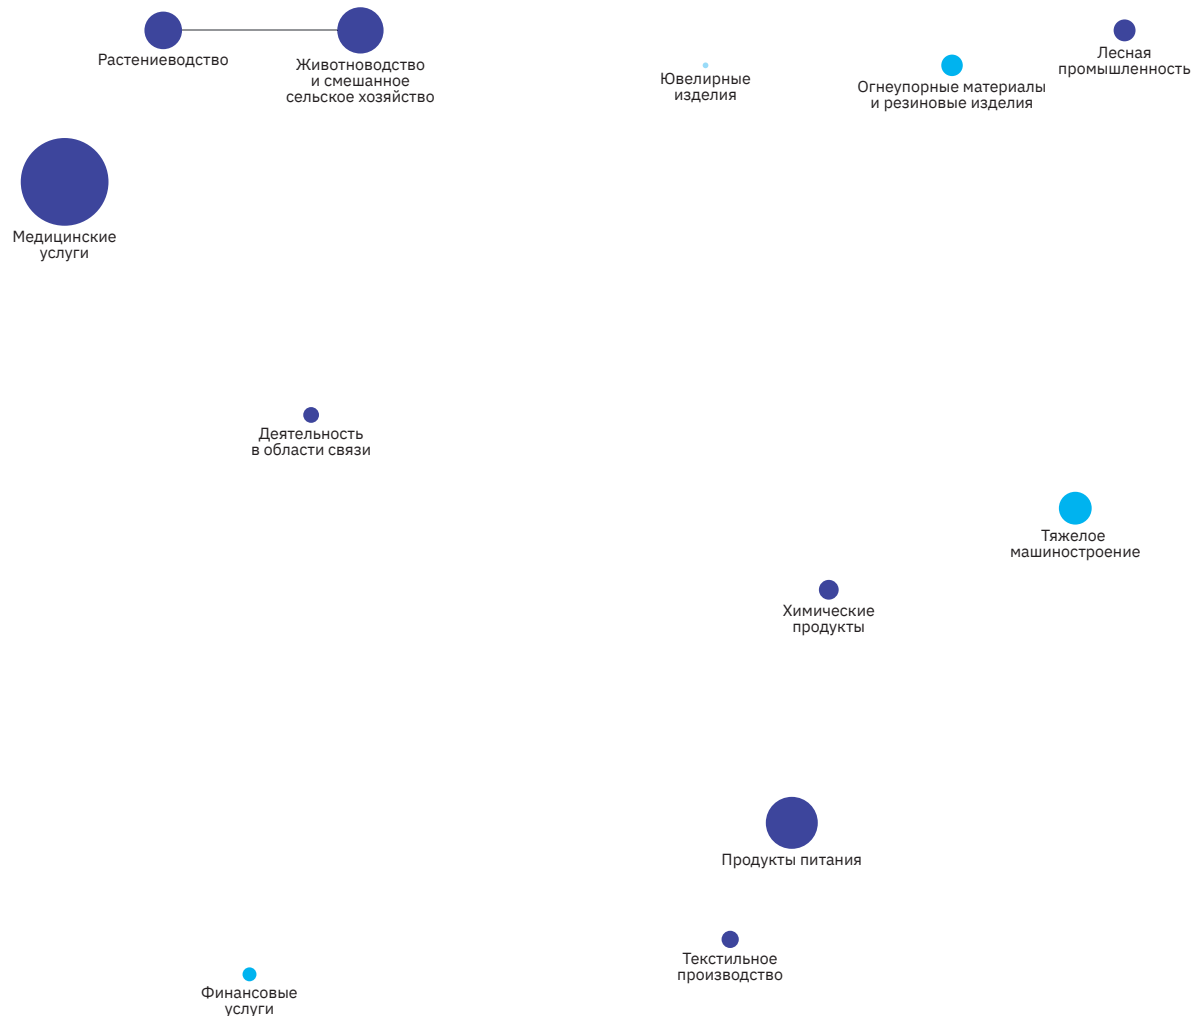 Растениеводство
Животноводство
и смешанное
сельское хозяйство
Ювелирные
изделия
Огнеупорные материалы
и резиновые изделия
Лесная
промышленность
Медицинские
услуги
Деятельность
в области связи
Тяжелое
машиностроение
Химические
продукты
Продукты питания
Текстильное
производство
Финансовые
услуги